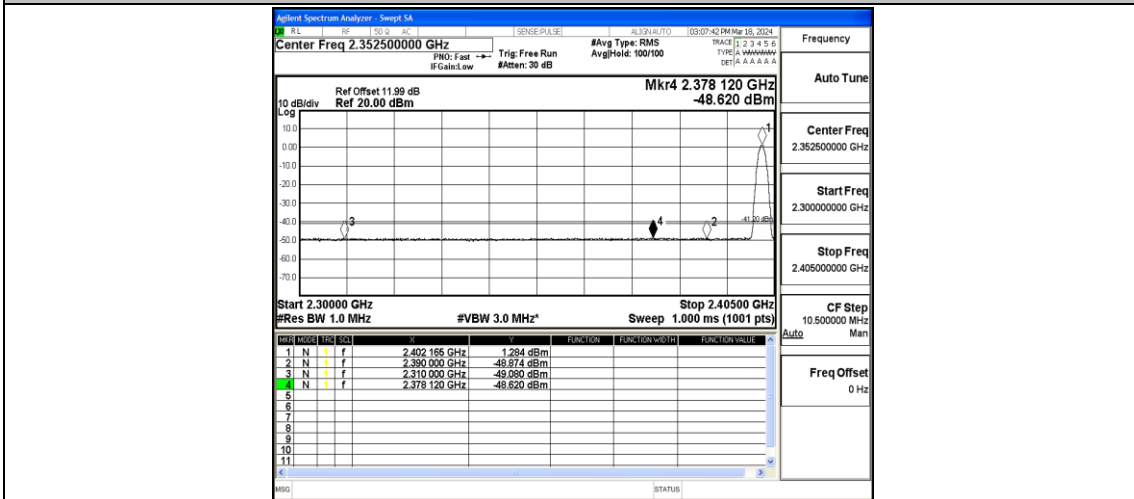 Agilent Spectrum Analyzer - Swept SA
RL RF 50 Ω AC SENSE:PULSE ALIGN AUTO 03:07:42 PM Mar 18, 2024
Center Freq 2.352500000 GHz
PNO: Fast
IFGain:Low
Trig: Free Run
#Atten: 30 dB
#Avg Type: RMS
Avg|Hold: 100/100
TRACE 1 2 3 4 5 6
TYPE A WWWWW
DET A A A A A A
Mkr4 2.378 120 GHz
-48.620 dBm
Ref Offset 11.99 dB
10 dB/div Ref 20.00 dBm
Log
10.0
0.00
-10.0
-20.0
-30.0
-40.0
-50.0
-60.0
-70.0
1
3
4
2
-41.20 dBm
Start 2.30000 GHz Stop 2.40500 GHz
#Res BW 1.0 MHz #VBW 3.0 MHz* Sweep 1.000 ms (1001 pts)
MKR MODE TRC SCL X Y FUNCTION FUNCTION WIDTH FUNCTION VALUE
1 N 1 f 2.402 165 GHz 1.284 dBm
2 N 1 f 2.390 000 GHz -48.874 dBm
3 N 1 f 2.310 000 GHz -49.080 dBm
4 N 1 f 2.378 120 GHz -48.620 dBm
5
6
7
8
9
10
11
MSG STATUS
Frequency
Auto Tune
Center Freq
2.352500000 GHz
Start Freq
2.300000000 GHz
Stop Freq
2.405000000 GHz
CF Step
10.500000 MHz
Auto Man
Freq Offset
0 Hz